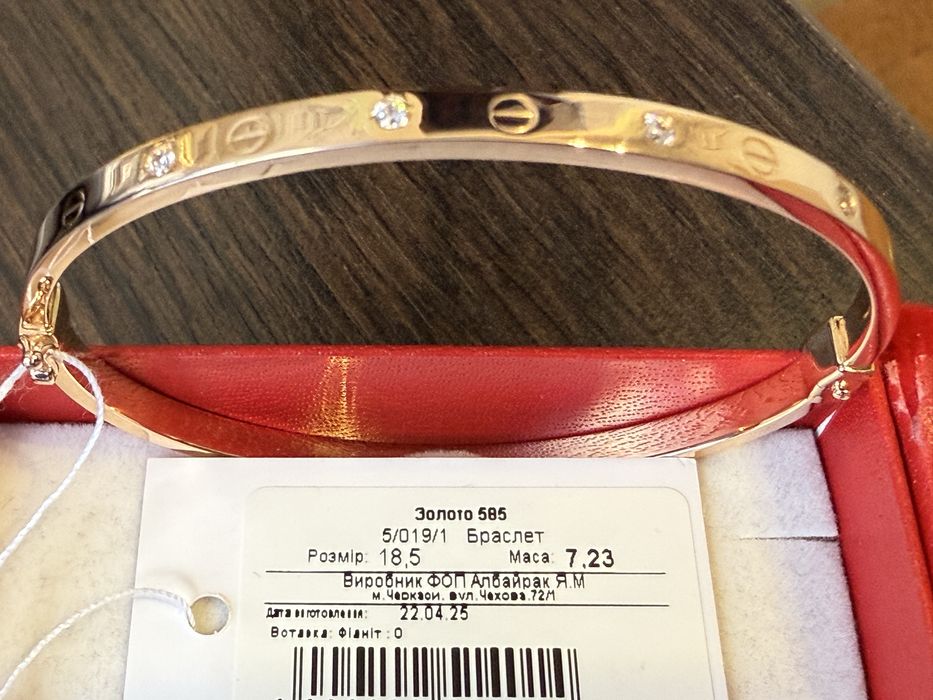 Золото 585
5/019/1 Браслет
Розмір: 18,5 Маса: 7,23
Виробник ФОП Албайрак Я.М
м.Черкаси, вул.Чехова,72/1
Дата виготовлення: 22.04.25
Вставка: Фіаніт : 0